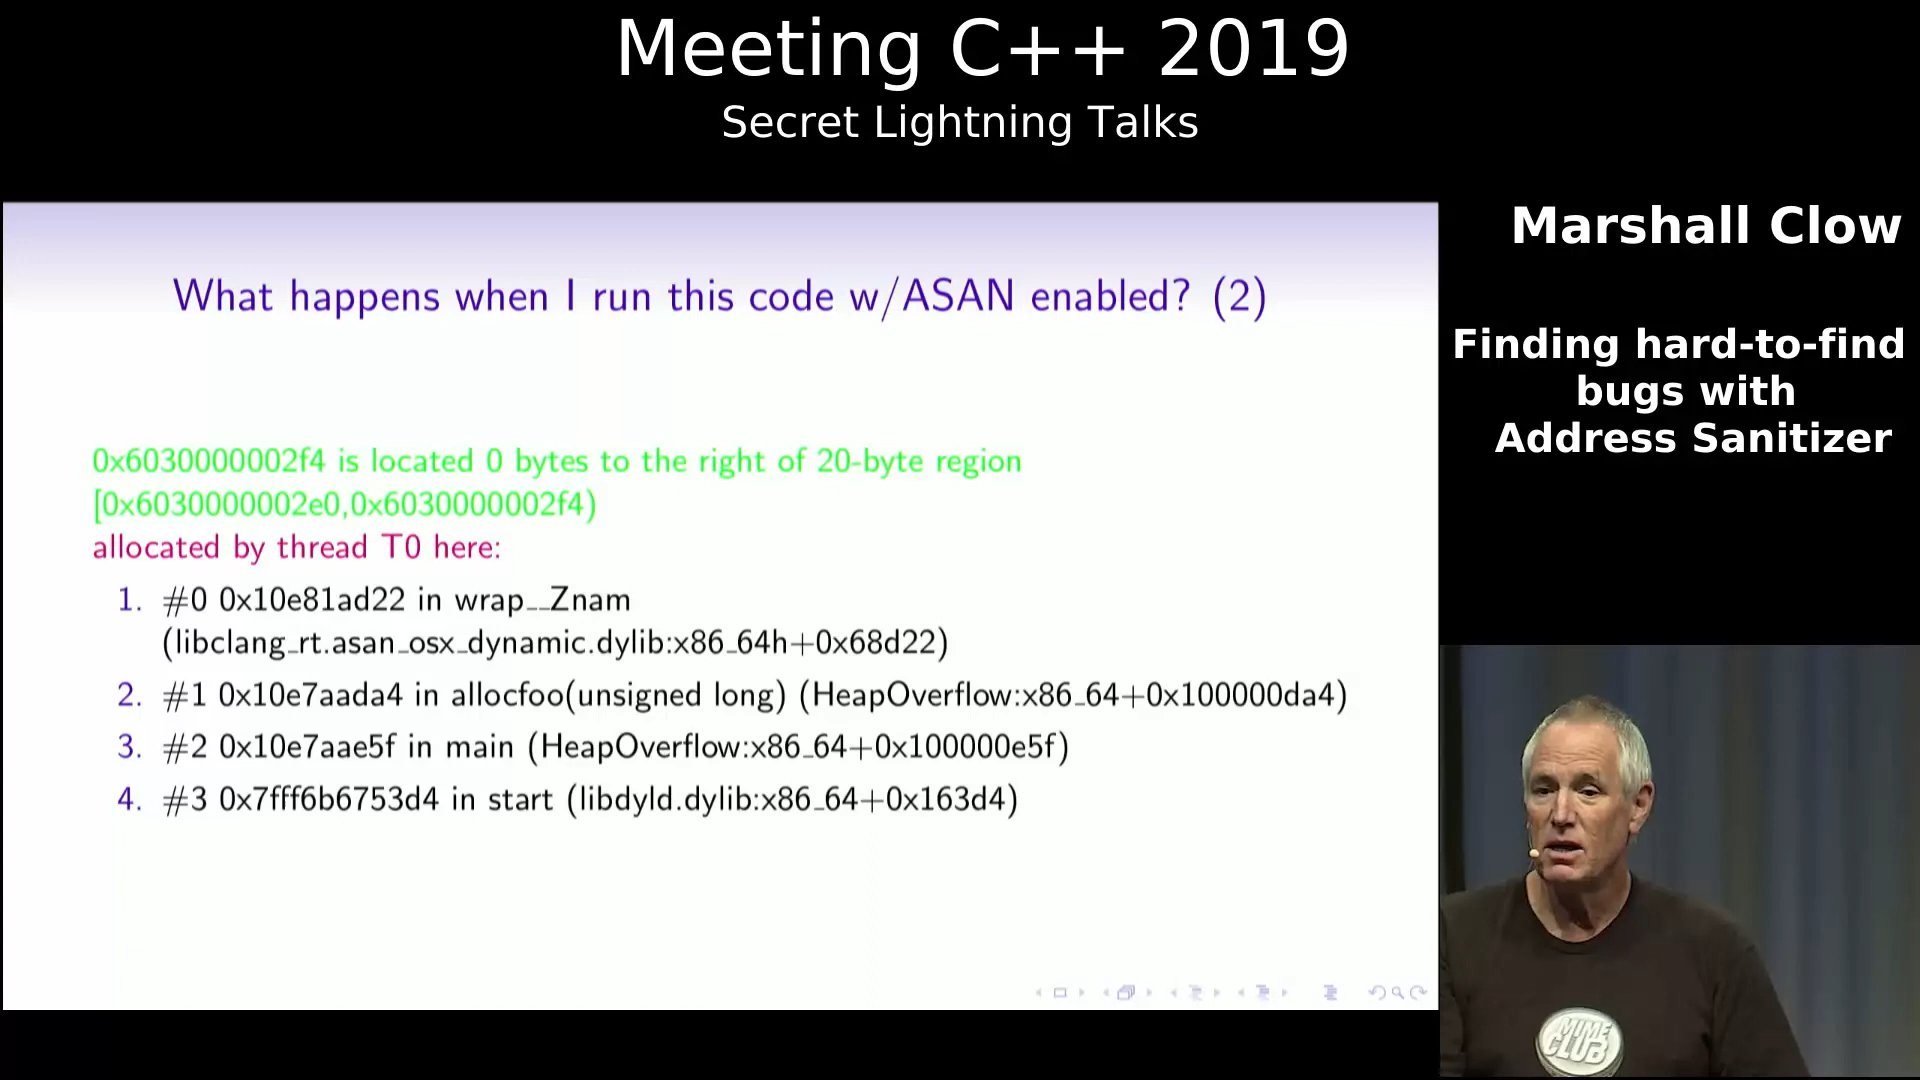 Meeting C++ 2019
Secret Lightning Talks
What happens when I run this code w/ASAN enabled? (2)
0x6030000002f4 is located 0 bytes to the right of 20-byte region
[0x6030000002e0,0x6030000002f4)
allocated by thread T0 here:
1. #0 0x10e81ad22 in wrap__Znam
(libclang_rt.asan_osx_dynamic.dylib:x86_64h+0x68d22)
2. #1 0x10e7aada4 in allocfoo(unsigned long) (HeapOverflow:x86_64+0x100000da4)
3. #2 0x10e7aae5f in main (HeapOverflow:x86_64+0x100000e5f)
4. #3 0x7fff6b6753d4 in start (libdyld.dylib:x86_64+0x163d4)
Marshall Clow
Finding hard-to-find
bugs with
Address Sanitizer
MIME
CLUB